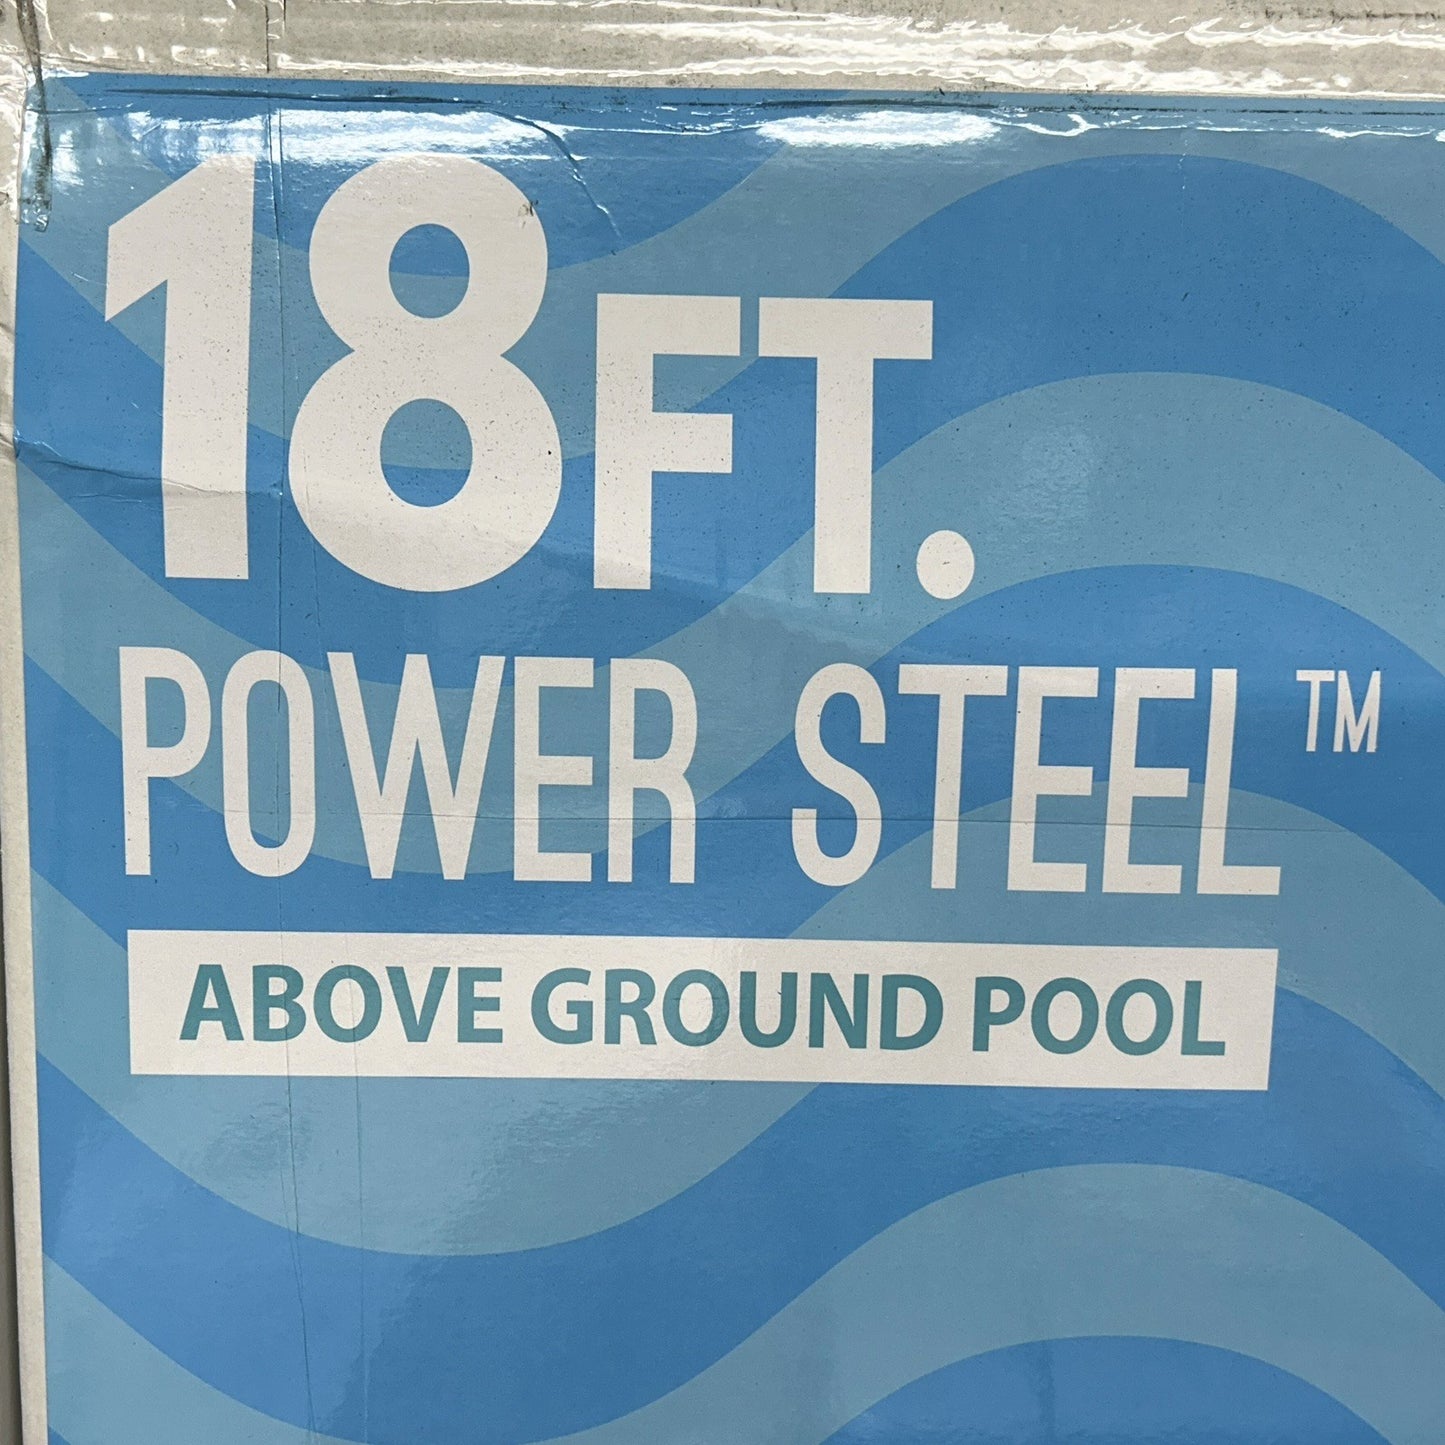 18FT.
POWER STEEL™
ABOVE GROUND POOL